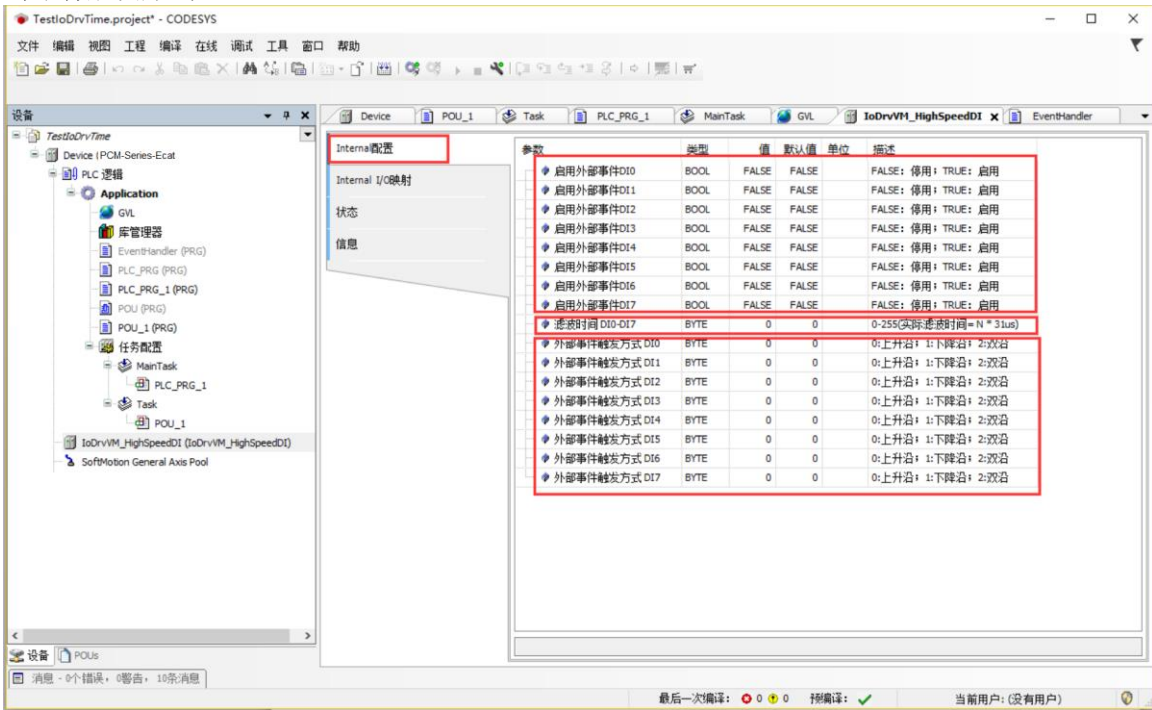 TestIoDrvTime.project* - CODESYS
文件 编辑 视图 工程 编译 在线 调试 工具 窗口 帮助
设备
TestIoDrvTime
Device (PCM-Series-Ecat
PLC 逻辑
Application
GVL
库管理器
EventHandler (PRG)
PLC_PRG (PRG)
PLC_PRG_1 (PRG)
POU (PRG)
POU_1 (PRG)
任务配置
MainTask
PLC_PRG_1
Task
POU_1
IoDrvVM_HighSpeedDI (IoDrvVM_HighSpeedDI)
SoftMotion General Axis Pool
设备 POUs
Device POU_1 Task PLC_PRG_1 MainTask GVL IoDrvVM_HighSpeedDI EventHandler
Internal配置
Internal I/O映射
状态
信息
参数 类型 值 默认值 单位 描述
启用外部事件DI0 BOOL FALSE FALSE FALSE: 停用; TRUE: 启用
启用外部事件DI1 BOOL FALSE FALSE FALSE: 停用; TRUE: 启用
启用外部事件DI2 BOOL FALSE FALSE FALSE: 停用; TRUE: 启用
启用外部事件DI3 BOOL FALSE FALSE FALSE: 停用; TRUE: 启用
启用外部事件DI4 BOOL FALSE FALSE FALSE: 停用; TRUE: 启用
启用外部事件DI5 BOOL FALSE FALSE FALSE: 停用; TRUE: 启用
启用外部事件DI6 BOOL FALSE FALSE FALSE: 停用; TRUE: 启用
启用外部事件DI7 BOOL FALSE FALSE FALSE: 停用; TRUE: 启用
滤波时间 DI0-DI7 BYTE 0 0 0-255(实际滤波时间= N * 31us)
外部事件触发方式 DI0 BYTE 0 0 0:上升沿; 1:下降沿; 2:双沿
外部事件触发方式 DI1 BYTE 0 0 0:上升沿; 1:下降沿; 2:双沿
外部事件触发方式 DI2 BYTE 0 0 0:上升沿; 1:下降沿; 2:双沿
外部事件触发方式 DI3 BYTE 0 0 0:上升沿; 1:下降沿; 2:双沿
外部事件触发方式 DI4 BYTE 0 0 0:上升沿; 1:下降沿; 2:双沿
外部事件触发方式 DI5 BYTE 0 0 0:上升沿; 1:下降沿; 2:双沿
外部事件触发方式 DI6 BYTE 0 0 0:上升沿; 1:下降沿; 2:双沿
外部事件触发方式 DI7 BYTE 0 0 0:上升沿; 1:下降沿; 2:双沿
消息 - 0个错误, 0警告, 10条消息
最后一次编译: 0 0 预编译: 当前用户: (没有用户)